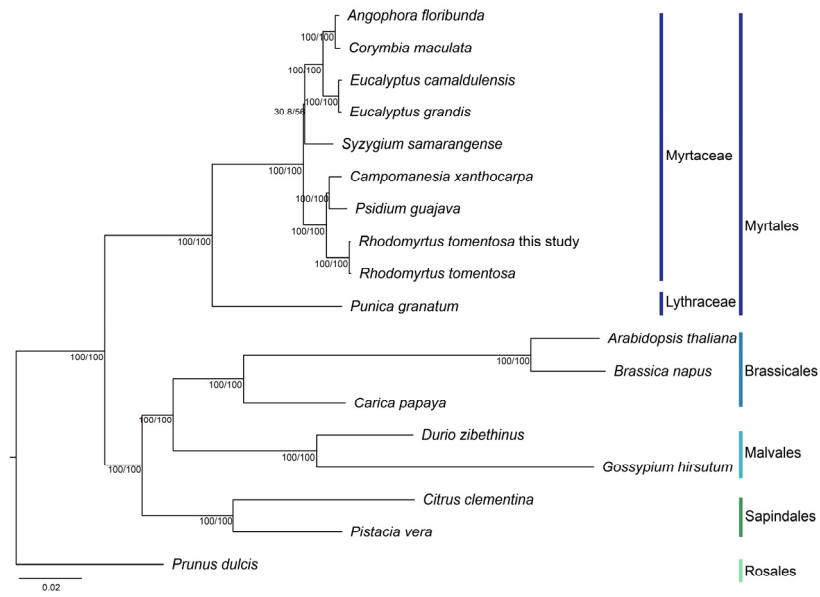 Angophora floribunda
100/100
Corymbia maculata
100/100
Eucalyptus camaldulensis
100/100
Eucalyptus grandis
30.8/56
Syzygium samarangense
Myrtaceae
100/100
Campomanesia xanthocarpa
100/100
Psidium guajava
100/100
Myrtales
100/100
Rhodomyrtus tomentosa this study
100/100
Rhodomyrtus tomentosa
Punica granatum
Lythraceae
Arabidopsis thaliana
100/100
100/100
Brassica napus
Brassicales
100/100
Carica papaya
100/100
Durio zibethinus
Malvales
100/100
100/100
Gossypium hirsutum
Citrus clementina
Sapindales
100/100
Pistacia vera
Prunus dulcis
Rosales
0.02